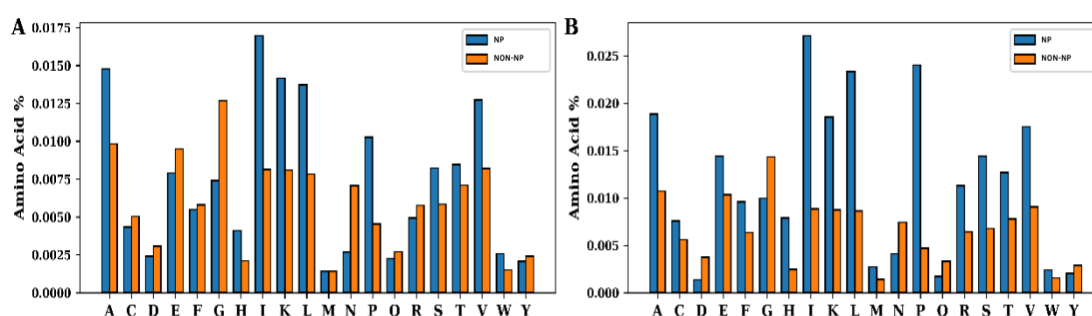 A
0.0175
0.0150
0.0125
0.0100
0.0075
0.0050
0.0025
0.0000
Amino Acid %
NP
NON-NP
A C D E F G H I K L M N P Q R S T V W Y
B
0.025
0.020
0.015
0.010
0.005
0.000
Amino Acid %
NP
NON-NP
A C D E F G H I K L M N P Q R S T V W Y